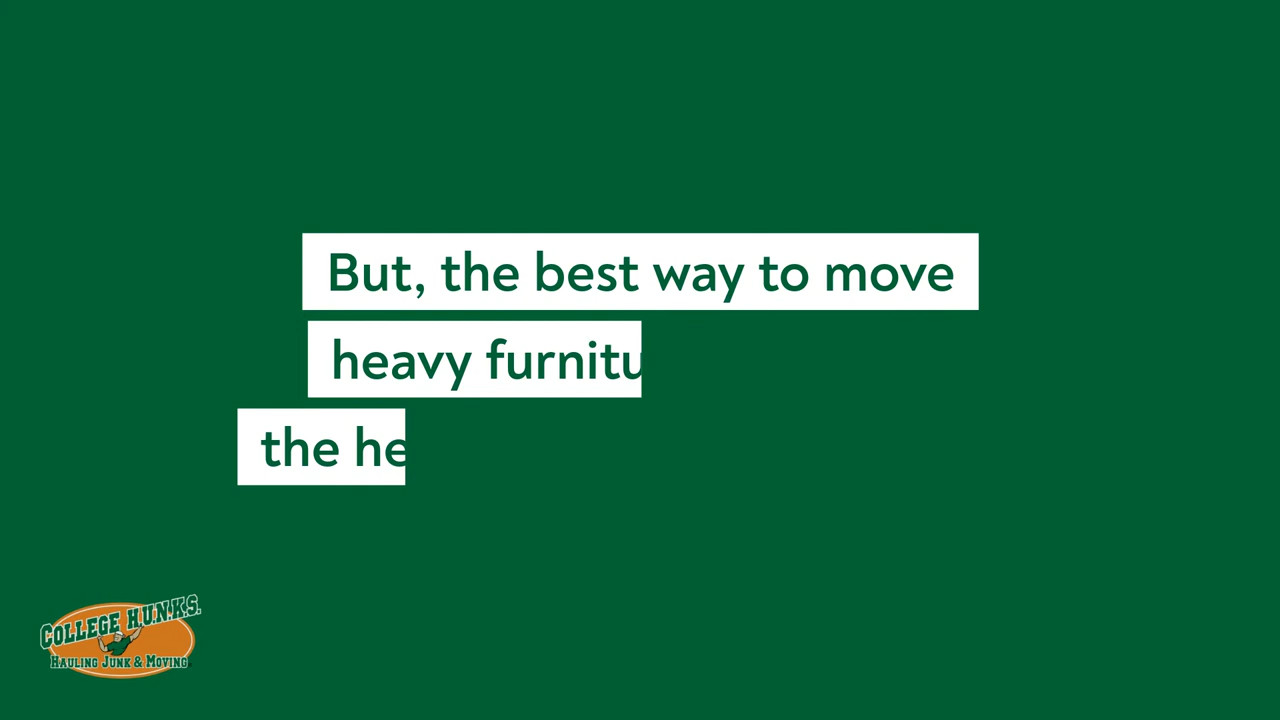 But, the best way to move
heavy furnitu
the he
COLLEGE H.U.N.K.S.
HAULING JUNK & MOVING